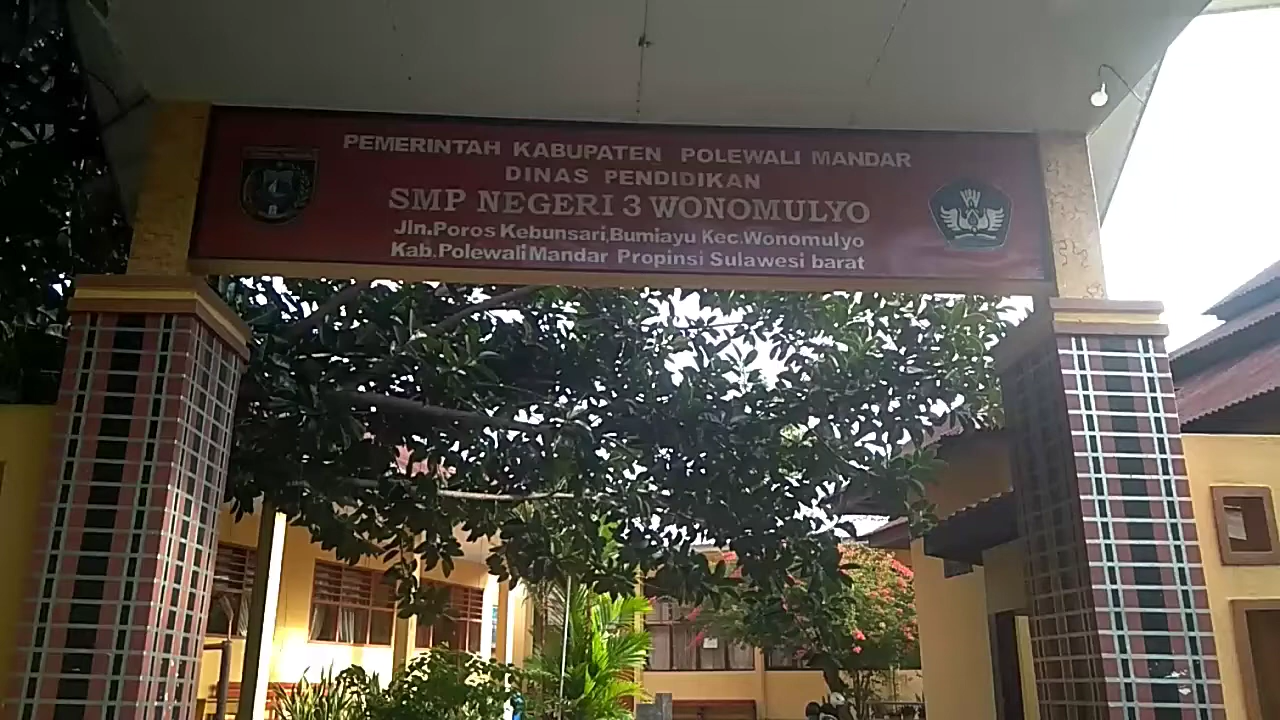 PEMERINTAH KABUPATEN POLEWALI MANDAR
DINAS PENDIDIKAN
SMP NEGERI 3 WONOMULYO
Jln.Poros Kebunsari,Bumiayu Kec.Wonomulyo
Kab.Polewali Mandar Propinsi Sulawesi barat